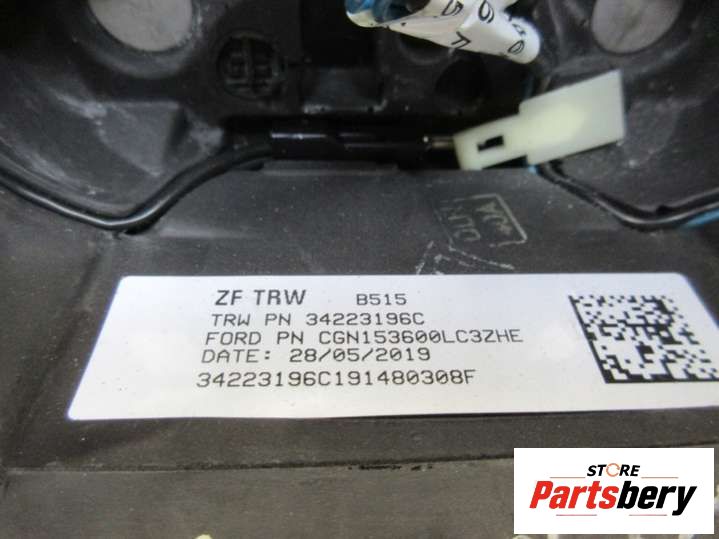 ZF TRW B515
TRW PN 34223196C
FORD PN CGN153600LC3ZHE
DATE: 28/05/2019
34223196C191480308F
STORE
Partsbery